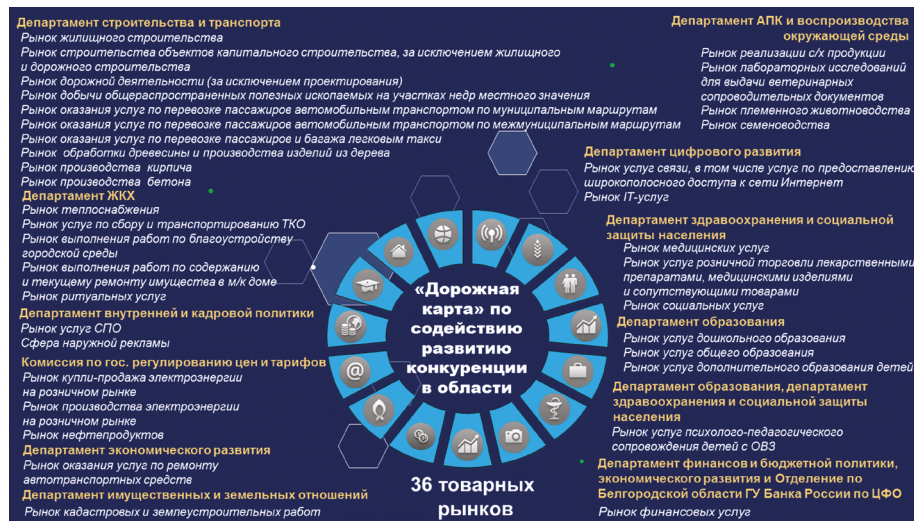 Департамент строительства и транспорта
Рынок жилищного строительства
Рынок строительства объектов капитального строительства, за исключением жилищного
и дорожного строительства
Рынок дорожной деятельности (за исключением проектирования)
Рынок добычи общераспространенных полезных ископаемых на участках недр местного значения
Рынок оказания услуг по перевозке пассажиров автомобильным транспортом по муниципальным маршрутам
Рынок оказания услуг по перевозке пассажиров автомобильным транспортом по межмуниципальным маршрутам
Рынок оказания услуг по перевозке пассажиров и багажа легковым такси
Рынок обработки древесины и производства изделий из дерева
Рынок производства кирпича
Рынок производства бетона
Департамент ЖКХ
Рынок теплоснабжения
Рынок услуг по сбору и транспортированию ТКО
Рынок выполнения работ по благоустройству
городской среды
Рынок выполнения работ по содержанию
и текущему ремонту имущества в м/к доме
Рынок ритуальных услуг
Департамент внутренней и кадровой политики
Рынок услуг СПО
Сфера наружной рекламы
Комиссия по гос. регулированию цен и тарифов
Рынок купли-продажа электроэнергии
на розничном рынке
Рынок производства электроэнергии
на розничном рынке
Рынок нефтепродуктов
Департамент экономического развития
Рынок оказания услуг по ремонту
автотранспортных средств
Департамент имущественных и земельных отношений
Рынок кадастровых и землеустроительных работ
«Дорожная
карта» по
содействию
развитию
конкуренции
в области
@
36 товарных
рынков
Департамент АПК и воспроизводства
окружающей среды
Рынок реализации с/х продукции
Рынок лабораторных исследований
для выдачи ветеринарных
сопроводительных документов
Рынок племенного животноводства
Рынок семеноводства
Департамент цифрового развития
Рынок услуг связи, в том числе услуг по предоставлению
широкополосного доступа к сети Интернет
Рынок IT-услуг
Департамент здравоохранения и социальной
защиты населения
Рынок медицинских услуг
Рынок услуг розничной торговли лекарственными
препаратами, медицинскими изделиями
и сопутствующими товарами
Рынок социальных услуг
Департамент образования
Рынок услуг дошкольного образования
Рынок услуг общего образования
Рынок услуг дополнительного образования детей
Департамент образования, департамент
здравоохранения и социальной защиты
населения
Рынок услуг психолого-педагогического
сопровождения детей с ОВЗ
Департамент финансов и бюджетной политики,
экономического развития и Отделение по
Белгородской области ГУ Банка России по ЦФО
Рынок финансовых услуг